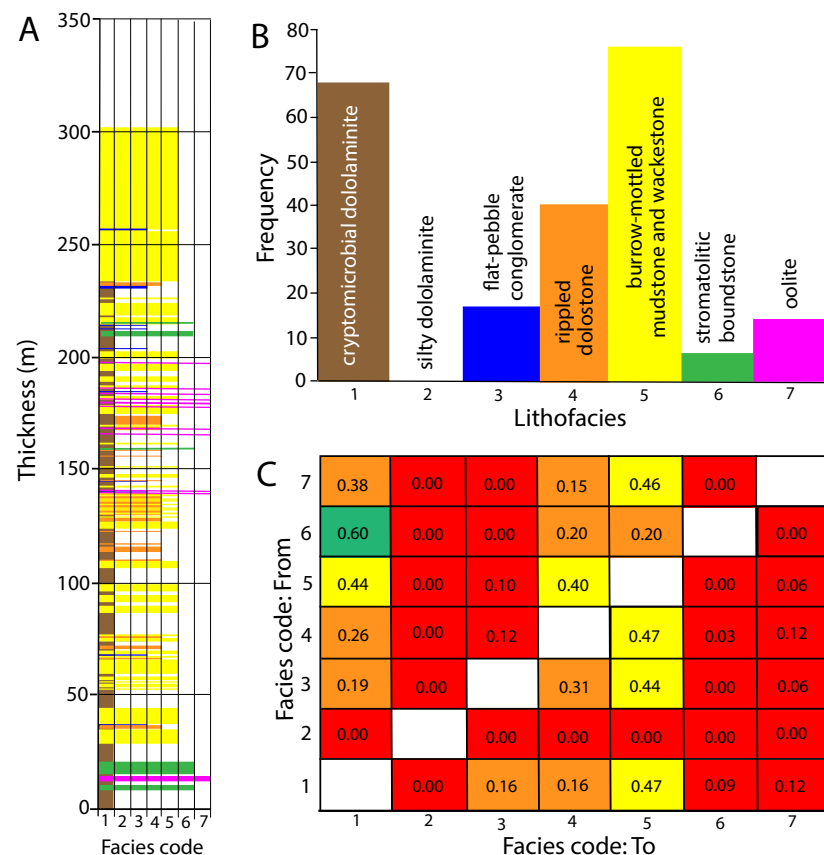 A
350
300
250
200
150
100
50
0
Thickness (m)
1 2 3 4 5 6 7
Facies code
B
80
70
60
50
40
30
20
10
0
Frequency
cryptomicrobial dololaminite
silty dololaminite
flat-pebble
conglomerate
rippled
dolostone
burrow-mottled
mudstone and wackestone
stromatolitic
boundstone
oolite
1 2 3 4 5 6 7
Lithofacies
C
Facies code: From
7 0.38 0.00 0.00 0.15 0.46 0.00
6 0.60 0.00 0.00 0.20 0.20 0.00
5 0.44 0.00 0.10 0.40 0.00 0.06
4 0.26 0.00 0.12 0.47 0.03 0.12
3 0.19 0.00 0.31 0.44 0.00 0.06
2 0.00 0.00 0.00 0.00 0.00 0.00
1 0.00 0.16 0.16 0.47 0.09 0.12
1 2 3 4 5 6 7
Facies code: To